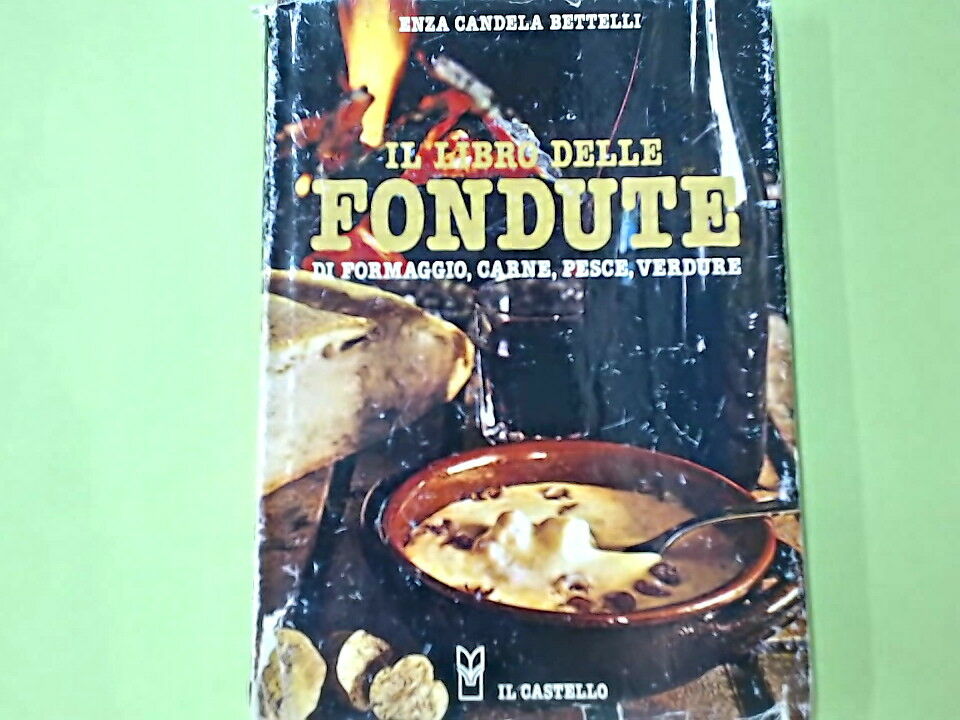 ENZA CANDELA BETTELLI
IL LIBRO DELLE
FONDUTE
DI FORMAGGIO, CARNE, PESCE, VERDURE
IL CASTELLO